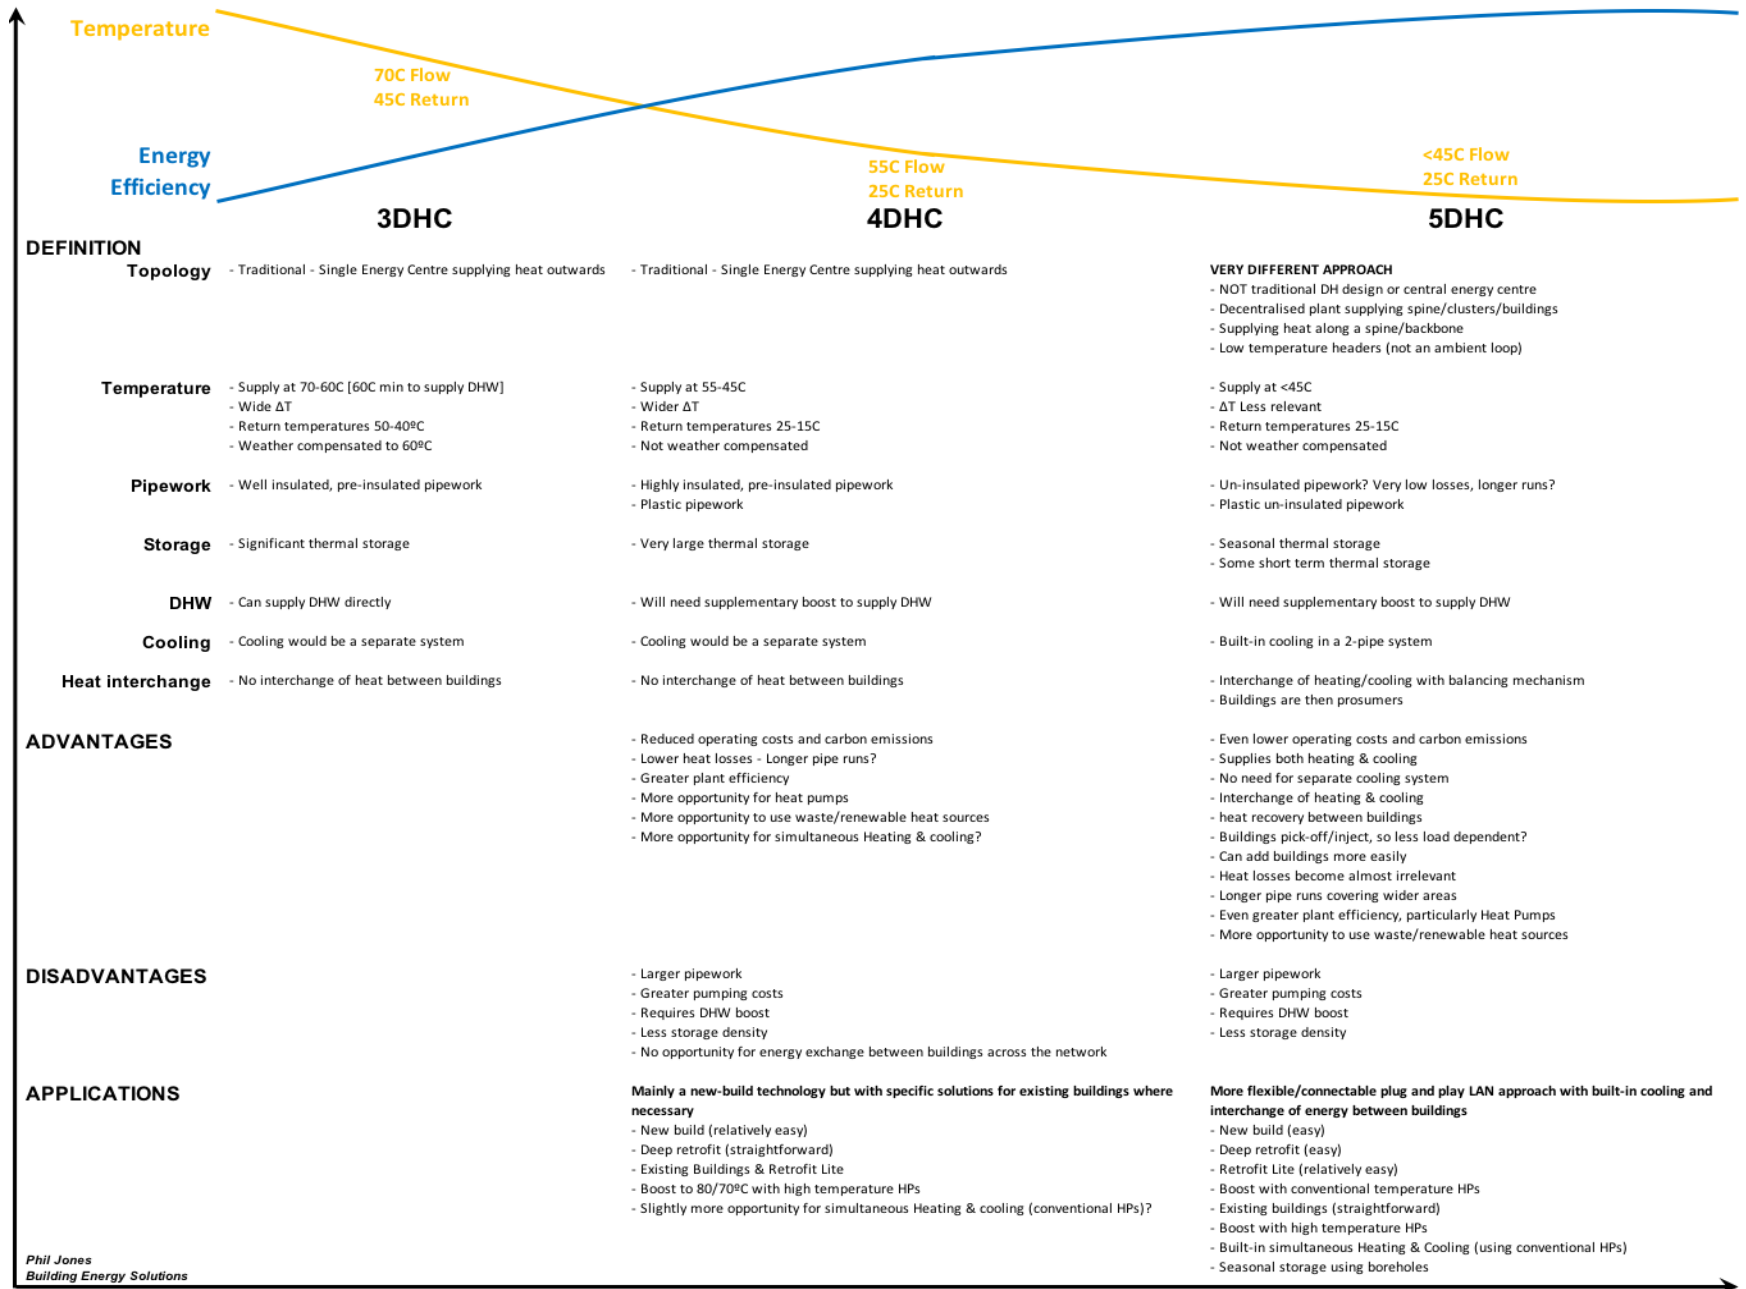 Temperature
70C Flow
45C Return
Energy
Efficiency
55C Flow
25C Return
<45C Flow
25C Return
3DHC
4DHC
5DHC
DEFINITION
Topology
- Traditional - Single Energy Centre supplying heat outwards
- Traditional - Single Energy Centre supplying heat outwards
VERY DIFFERENT APPROACH
- NOT traditional DH design or central energy centre
- Decentralised plant supplying spine/clusters/buildings
- Supplying heat along a spine/backbone
- Low temperature headers (not an ambient loop)
Temperature
- Supply at 70-60C [60C min to supply DHW]
- Wide ΔT
- Return temperatures 50-40ºC
- Weather compensated to 60ºC
- Supply at 55-45C
- Wider ΔT
- Return temperatures 25-15C
- Not weather compensated
- Supply at <45C
- ΔT Less relevant
- Return temperatures 25-15C
- Not weather compensated
Pipework
- Well insulated, pre-insulated pipework
- Highly insulated, pre-insulated pipework
- Plastic pipework
- Un-insulated pipework? Very low losses, longer runs?
- Plastic un-insulated pipework
Storage
- Significant thermal storage
- Very large thermal storage
- Seasonal thermal storage
- Some short term thermal storage
DHW
- Can supply DHW directly
- Will need supplementary boost to supply DHW
- Will need supplementary boost to supply DHW
Cooling
- Cooling would be a separate system
- Cooling would be a separate system
- Built-in cooling in a 2-pipe system
Heat interchange
- No interchange of heat between buildings
- No interchange of heat between buildings
- Interchange of heating/cooling with balancing mechanism
- Buildings are then prosumers
ADVANTAGES
- Reduced operating costs and carbon emissions
- Lower heat losses - Longer pipe runs?
- Greater plant efficiency
- More opportunity for heat pumps
- More opportunity to use waste/renewable heat sources
- More opportunity for simultaneous Heating & cooling?
- Even lower operating costs and carbon emissions
- Supplies both heating & cooling
- No need for separate cooling system
- Interchange of heating & cooling
- heat recovery between buildings
- Buildings pick-off/inject, so less load dependent?
- Can add buildings more easily
- Heat losses become almost irrelevant
- Longer pipe runs covering wider areas
- Even greater plant efficiency, particularly Heat Pumps
- More opportunity to use waste/renewable heat sources
DISADVANTAGES
- Larger pipework
- Greater pumping costs
- Requires DHW boost
- Less storage density
- No opportunity for energy exchange between buildings across the network
- Larger pipework
- Greater pumping costs
- Requires DHW boost
- Less storage density
APPLICATIONS
Mainly a new-build technology but with specific solutions for existing buildings where
necessary
- New build (relatively easy)
- Deep retrofit (straightforward)
- Existing Buildings & Retrofit Lite
- Boost to 80/70ºC with high temperature HPs
- Slightly more opportunity for simultaneous Heating & cooling (conventional HPs)?
More flexible/connectable plug and play LAN approach with built-in cooling and
interchange of energy between buildings
- New build (easy)
- Deep retrofit (easy)
- Retrofit Lite (relatively easy)
- Boost with conventional temperature HPs
- Existing buildings (straightforward)
- Boost with high temperature HPs
- Built-in simultaneous Heating & Cooling (using conventional HPs)
- Seasonal storage using boreholes
Phil Jones
Building Energy Solutions